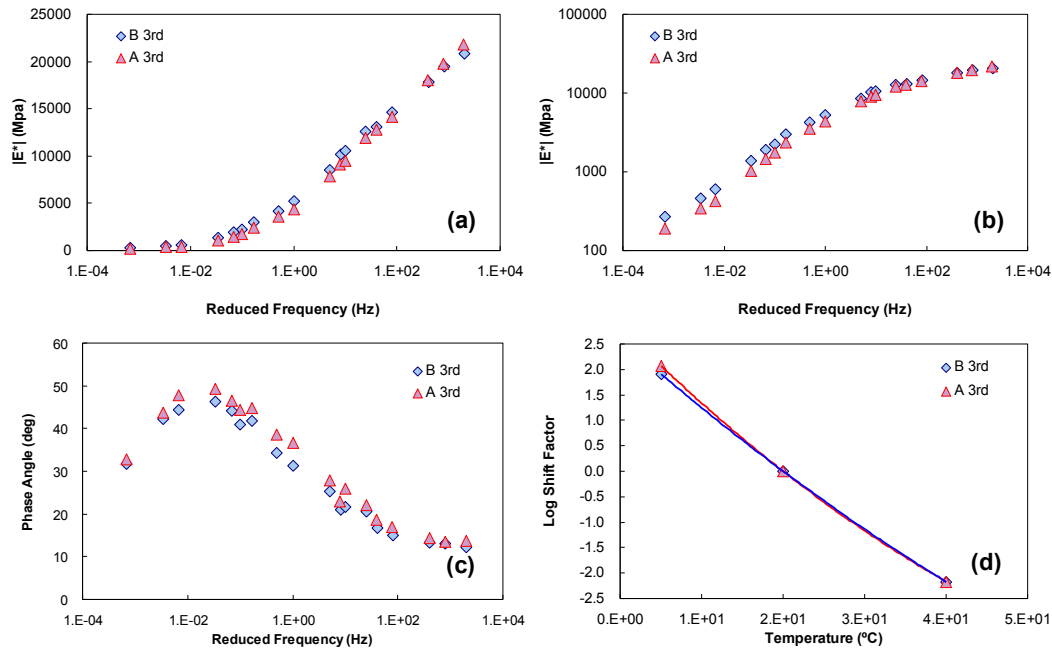 25000
20000
15000
10000
5000
0
|E*| (Mpa)
B 3rd
A 3rd
(a)
1.E-04 1.E-02 1.E+00 1.E+02 1.E+04
Reduced Frequency (Hz)
100000
10000
1000
100
|E*| (Mpa)
B 3rd
A 3rd
(b)
1.E-04 1.E-02 1.E+00 1.E+02 1.E+04
Reduced Frequency (Hz)
60
50
40
30
20
10
0
Phase Angle (deg)
B 3rd
A 3rd
(c)
1.E-04 1.E-02 1.E+00 1.E+02 1.E+04
Reduced Frequency (Hz)
2.5
2.0
1.5
1.0
0.5
0.0
-0.5
-1.0
-1.5
-2.0
-2.5
Log Shift Factor
B 3rd
A 3rd
(d)
0.E+00 1.E+01 2.E+01 3.E+01 4.E+01 5.E+01
Temperature (ºC)